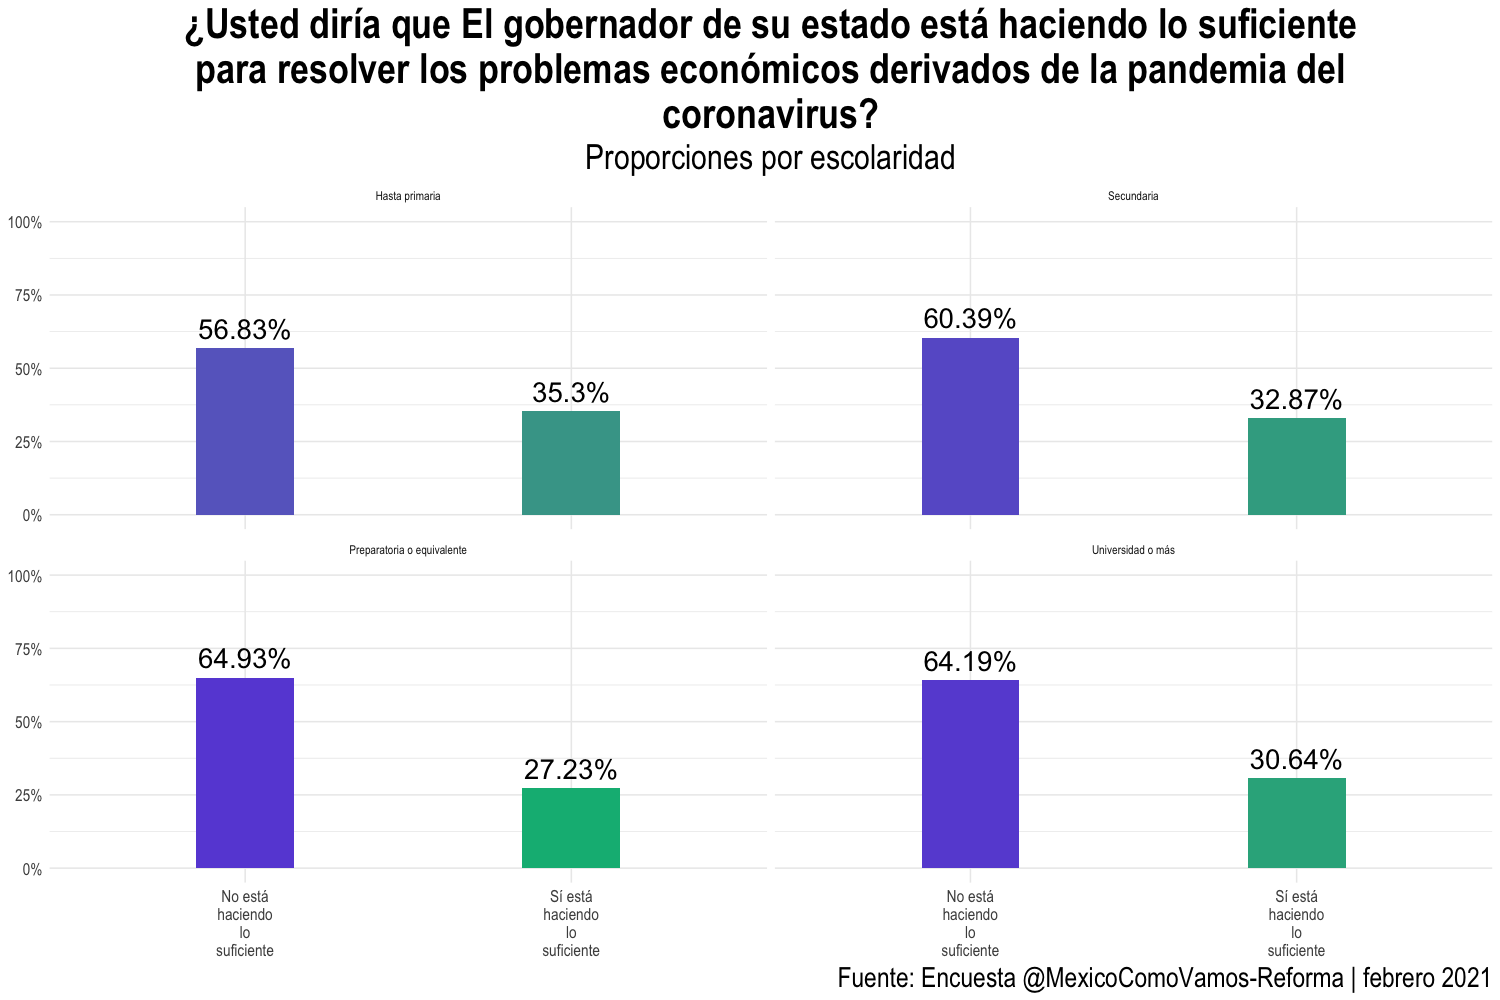 ¿Usted diría que El gobernador de su estado está haciendo lo suficiente
para resolver los problemas económicos derivados de la pandemia del
coronavirus?
Proporciones por escolaridad
Hasta primaria
100%
75%
50%
25%
0%
56.83%
35.3%
Secundaria
60.39%
32.87%
Preparatoria o equivalente
100%
75%
50%
25%
0%
64.93%
27.23%
No está
haciendo
lo
suficiente
Sí está
haciendo
lo
suficiente
Universidad o más
64.19%
30.64%
No está
haciendo
lo
suficiente
Sí está
haciendo
lo
suficiente
Fuente: Encuesta @MexicoComoVamos-Reforma | febrero 2021